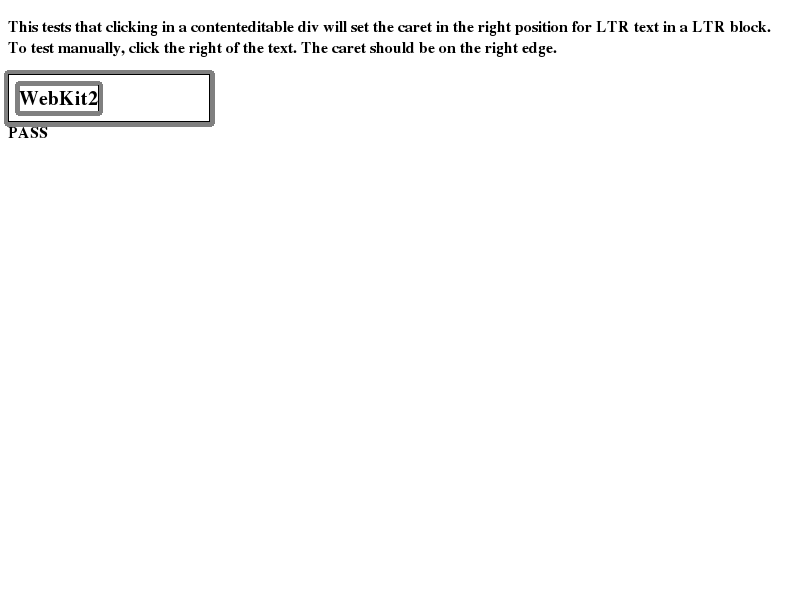 This tests that clicking in a contenteditable div will set the caret in the right position for LTR text in a LTR block.
To test manually, click the right of the text. The caret should be on the right edge.
WebKit2
PASS